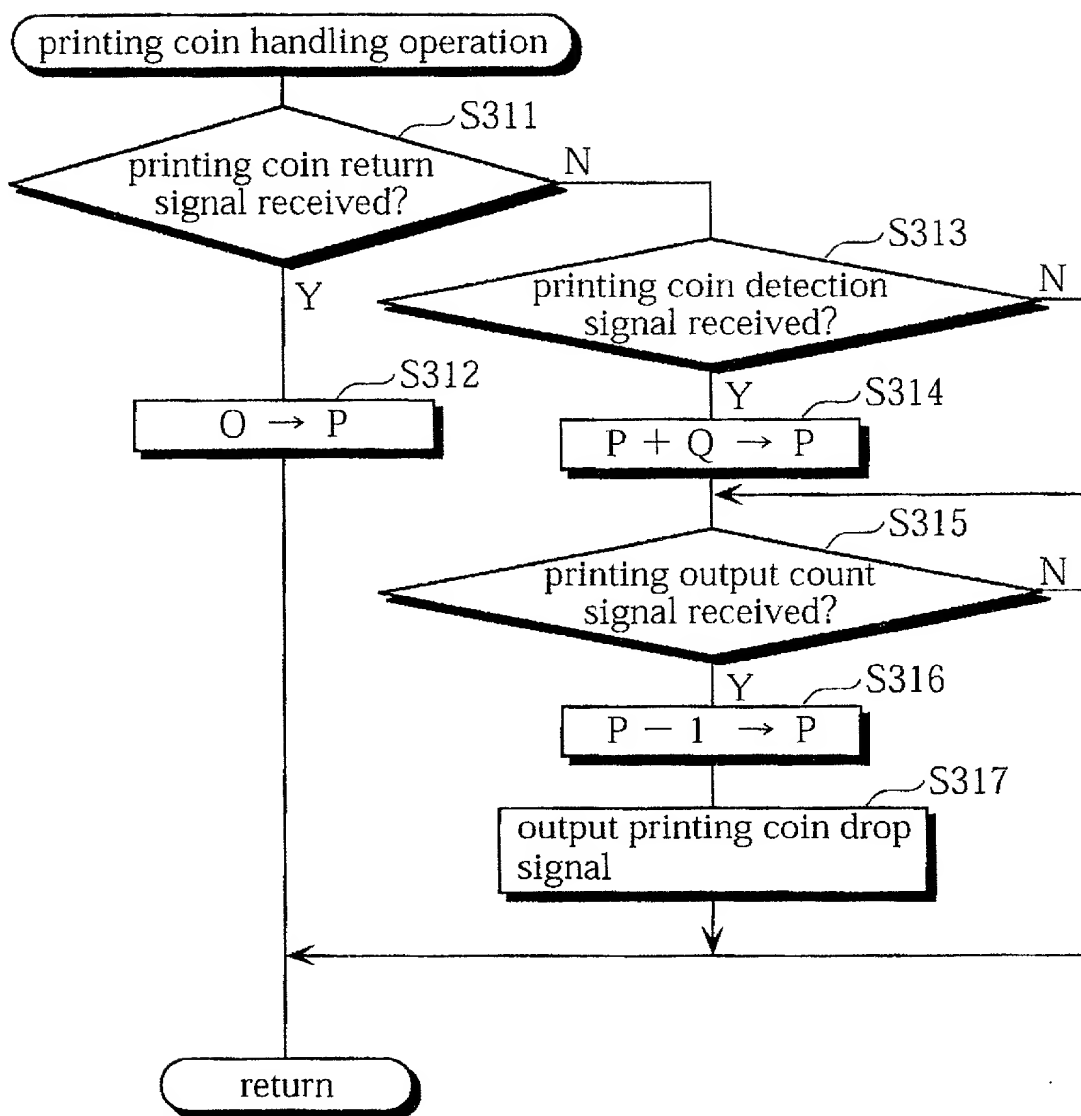 printing coin handling operation
S311
printing coin return
signal received?
N
Y
S312
O → P
S313
printing coin detection
signal received?
N
Y
S314
P + Q → P
S315
printing output count
signal received?
N
Y
S316
P − 1 → P
S317
output printing coin drop
signal
return